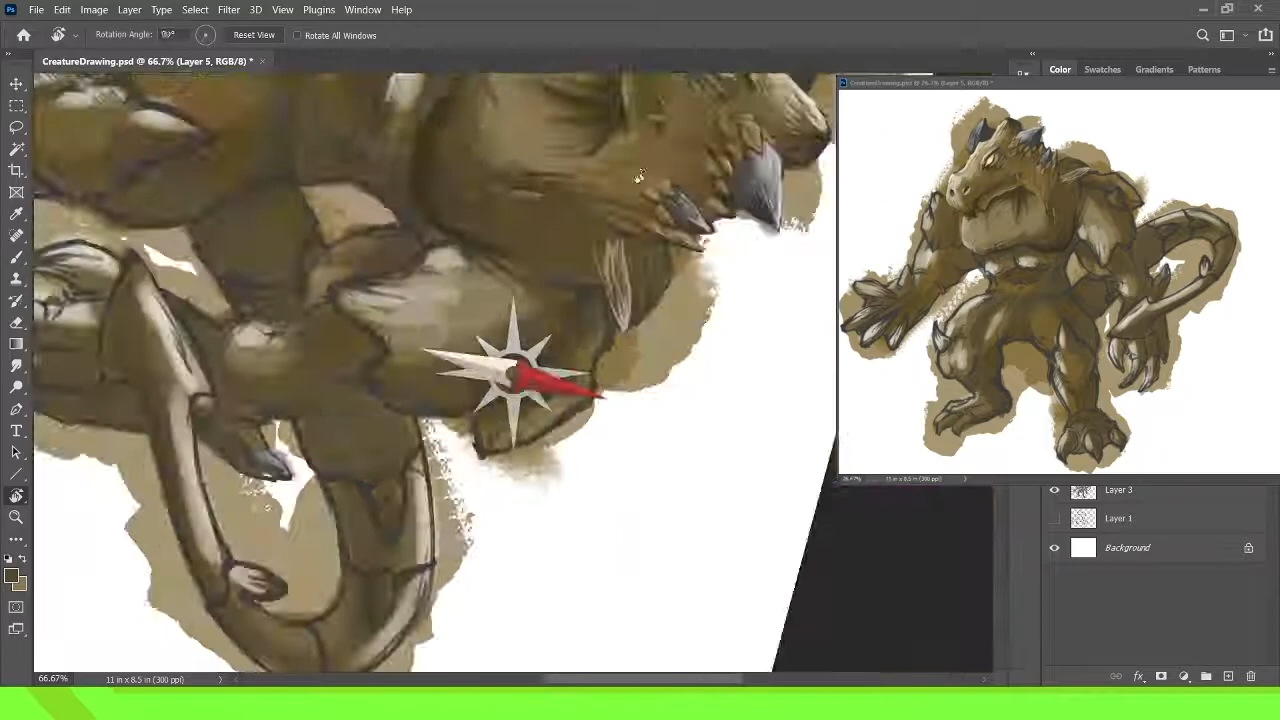 Ps File Edit Image Layer Type Select Filter 3D View Plugins Window Help
Rotation Angle: Reset View Rotate All Windows
CreatureDrawing.psd @ 66.7% (Layer 5, RGB/8) *
Color Swatches Gradients Patterns
Layer 3
Layer 1
Background
66.67% 11 in x 8.5 in (300 ppi)